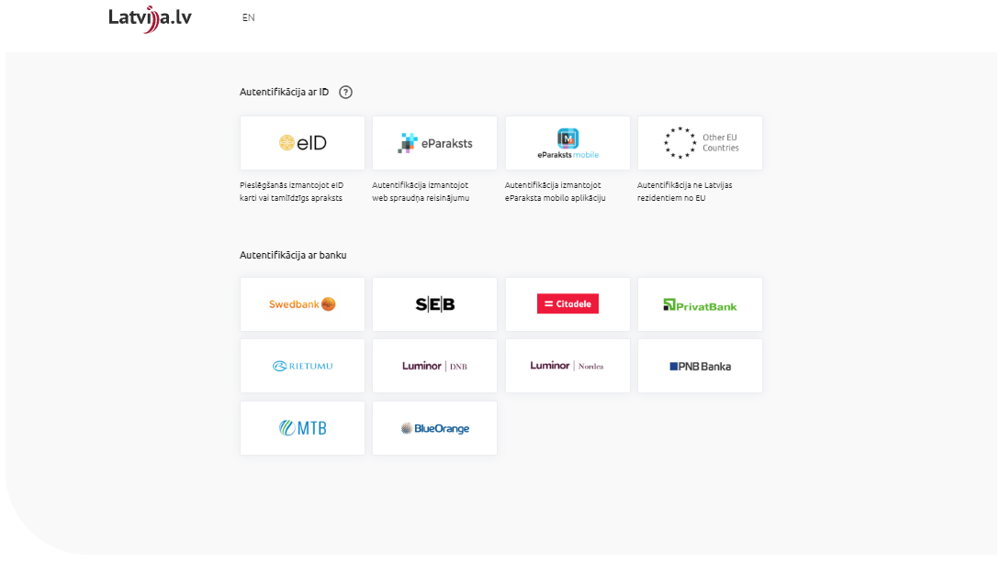 Latvija.lv
EN
Autentifikācija ar ID ?
eID
eParaksts
M
eParaksts mobile
Other EU
Countries
Pieslēgšanās izmantojot eID
karti vai tamlīdzīgs apraksts
Autentifikācija izmantojot
web spraudņa reisinājumu
Autentifikācija izmantojot
eParaksta mobilo aplikāciju
Autentifikācija ne Latvijas
rezidentiem no EU
Autentifikācija ar banku
Swedbank
S|E|B
Citadele
PrivatBank
RIETUMU
Luminor | DNB
Luminor | Nordea
PNB Banka
MTB
BlueOrange